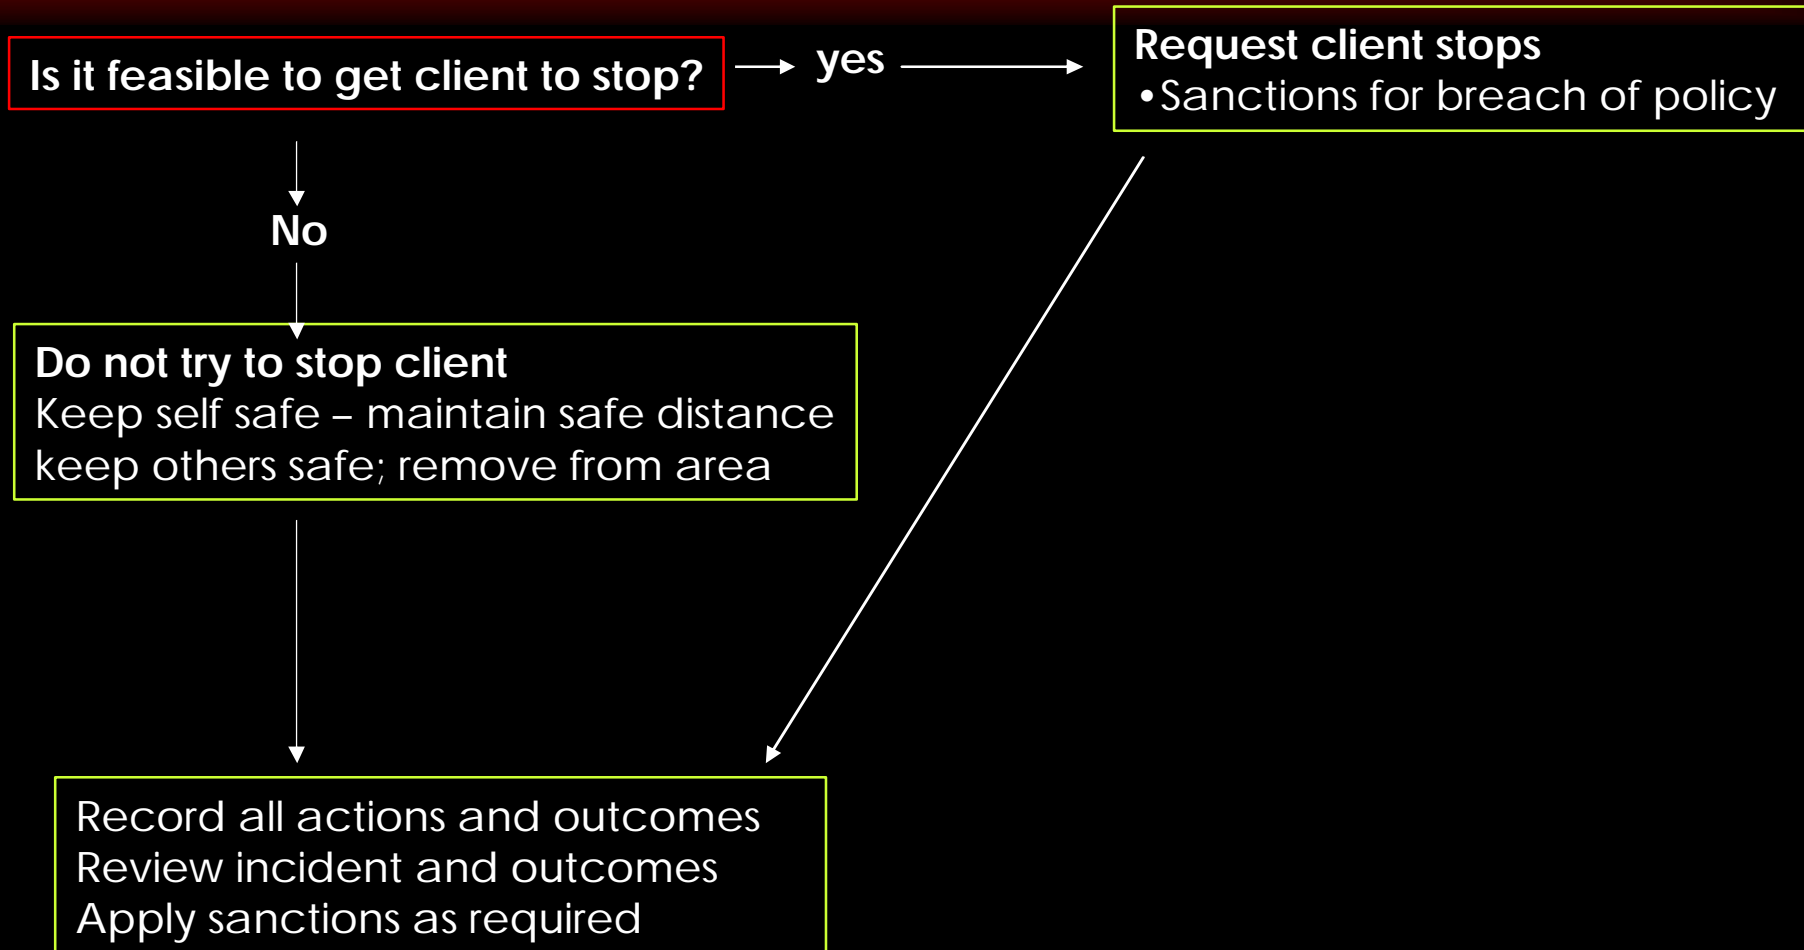 Is it feasible to get client to stop?
yes
Request client stops
•Sanctions for breach of policy
No
Do not try to stop client
Keep self safe – maintain safe distance
keep others safe; remove from area
Record all actions and outcomes
Review incident and outcomes
Apply sanctions as required